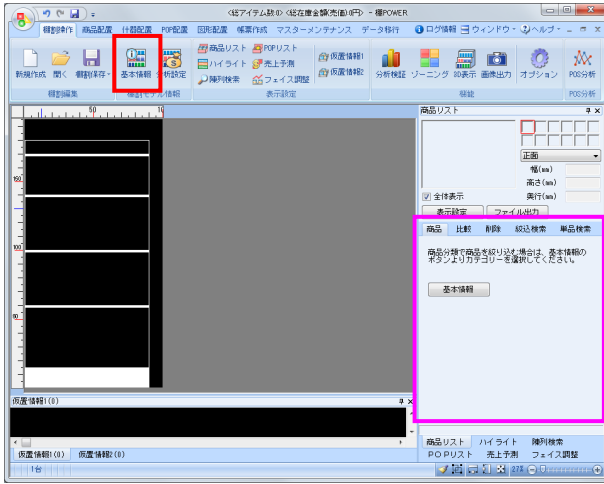 <総アイテム数:0> <総在庫金額(売価):0円> - 棚POWER
棚割操作 商品配置 什器配置 POP配置 図形配置 帳票作成 マスターメンテナンス データ移行 ログ情報 ウィンドウ ヘルプ
新規作成 開く 棚割保存 基本情報 分析設定
商品リスト POPリスト
ハイライト 売上予測
陳列検索 フェイス調整
仮置情報1
仮置情報2
分析検証 ゾーニング 3D表示 画像出力 オプション POS分析
棚割編集 棚割モデル情報 表示設定 機能 POS分析
商品リスト
正面
幅(mm)
高さ(mm)
奥行(mm)
全体表示
表示設定 ファイル出力
商品 比較 削除 絞込検索 単品検索
商品分類で商品を絞り込む場合は、基本情報の
ボタンよりカテゴリーを選択してください。
基本情報
50
150
100
50
仮置情報1(0)
仮置情報1(0) 仮置情報2(0)
商品リスト ハイライト 陳列検索
POPリスト 売上予測 フェイス調整
1台
27%